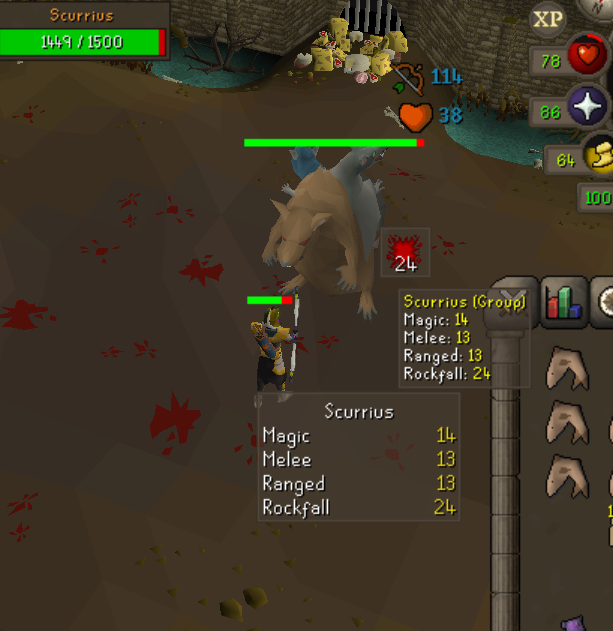 Scurrius
1449 / 1500
XP
114
78
38
86
64
100
24
Scurrius (Group)
Magic: 14
Melee: 13
Ranged: 13
Rockfall: 24
Scurrius
Magic 14
Melee 13
Ranged 13
Rockfall 24